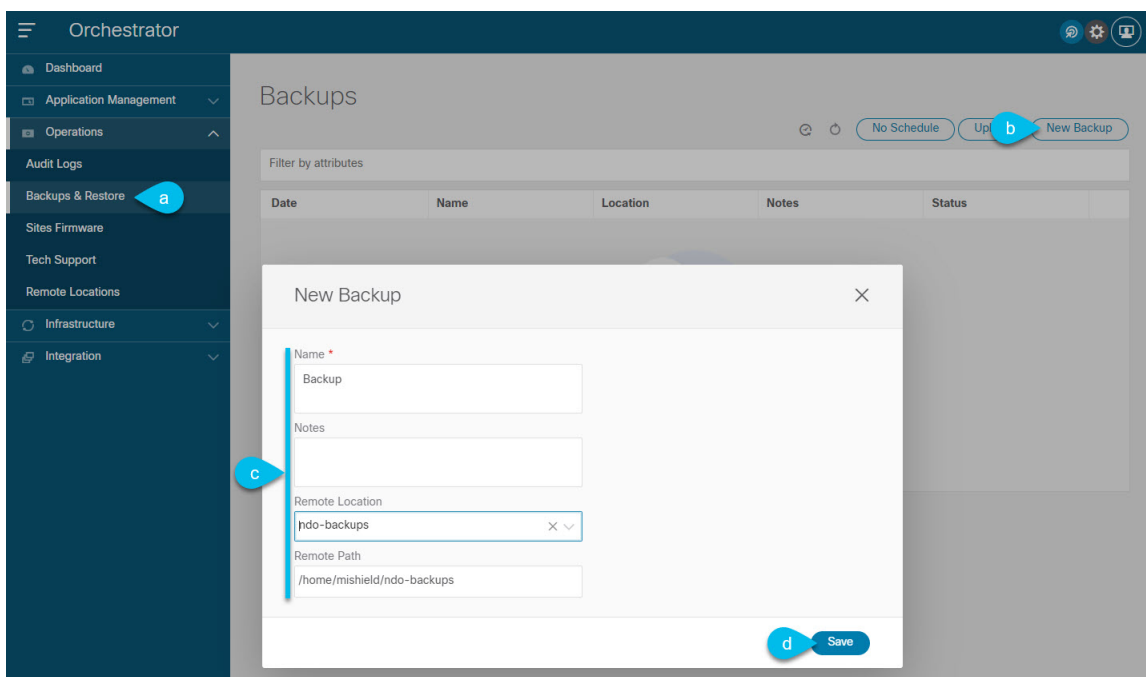 Orchestrator
Dashboard
Application Management
Operations
Audit Logs
Backups & Restore
a
Sites Firmware
Tech Support
Remote Locations
Infrastructure
Integration
Backups
No Schedule
Upl
b
New Backup
Filter by attributes
Date Name Location Notes Status
New Backup
Name *
Backup
Notes
c
Remote Location
ndo-backups
Remote Path
/home/mishield/ndo-backups
d
Save